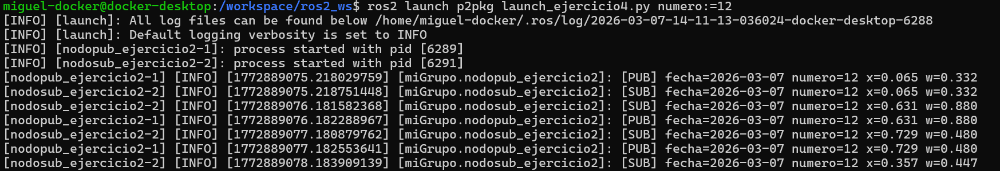 miguel-docker@docker-desktop:/workspace/ros2_ws$ ros2 launch p2pkg launch_ejercicio4.py numero:=12
[INFO] [launch]: All log files can be found below /home/miguel-docker/.ros/log/2026-03-07-14-11-13-036024-docker-desktop-6288
[INFO] [launch]: Default logging verbosity is set to INFO
[INFO] [nodopub_ejercicio2-1]: process started with pid [6289]
[INFO] [nodosub_ejercicio2-2]: process started with pid [6291]
[nodopub_ejercicio2-1] [INFO] [1772889075.218029759] [miGrupo.nodopub_ejercicio2]: [PUB] fecha=2026-03-07 numero=12 x=0.065 w=0.332
[nodosub_ejercicio2-2] [INFO] [1772889075.218751448] [miGrupo.nodosub_ejercicio2]: [SUB] fecha=2026-03-07 numero=12 x=0.065 w=0.332
[nodosub_ejercicio2-2] [INFO] [1772889076.181582368] [miGrupo.nodosub_ejercicio2]: [SUB] fecha=2026-03-07 numero=12 x=0.631 w=0.880
[nodopub_ejercicio2-1] [INFO] [1772889076.182288967] [miGrupo.nodopub_ejercicio2]: [PUB] fecha=2026-03-07 numero=12 x=0.631 w=0.880
[nodosub_ejercicio2-2] [INFO] [1772889077.180879762] [miGrupo.nodosub_ejercicio2]: [SUB] fecha=2026-03-07 numero=12 x=0.729 w=0.480
[nodopub_ejercicio2-1] [INFO] [1772889077.182553641] [miGrupo.nodopub_ejercicio2]: [PUB] fecha=2026-03-07 numero=12 x=0.729 w=0.480
[nodosub_ejercicio2-2] [INFO] [1772889078.183909139] [miGrupo.nodosub_ejercicio2]: [SUB] fecha=2026-03-07 numero=12 x=0.357 w=0.447